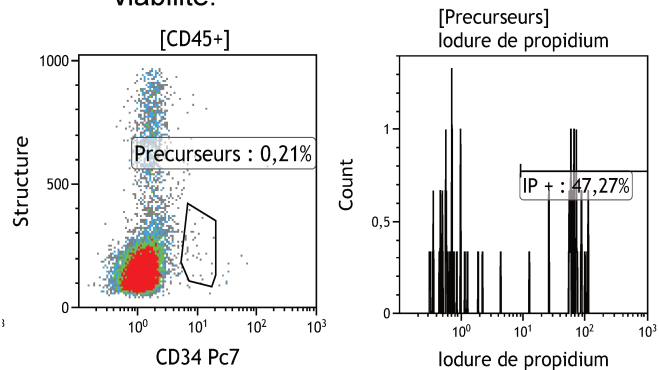 viabilité.
[CD45+]
1000
500
0
Structure
Precurseurs : 0,21%
10⁰ 10¹ 10² 10³
CD34 Pc7
[Precurseurs]
Iodure de propidium
1
0,5
0
Count
IP + : 47,27%
10⁰ 10¹ 10² 10³
Iodure de propidium